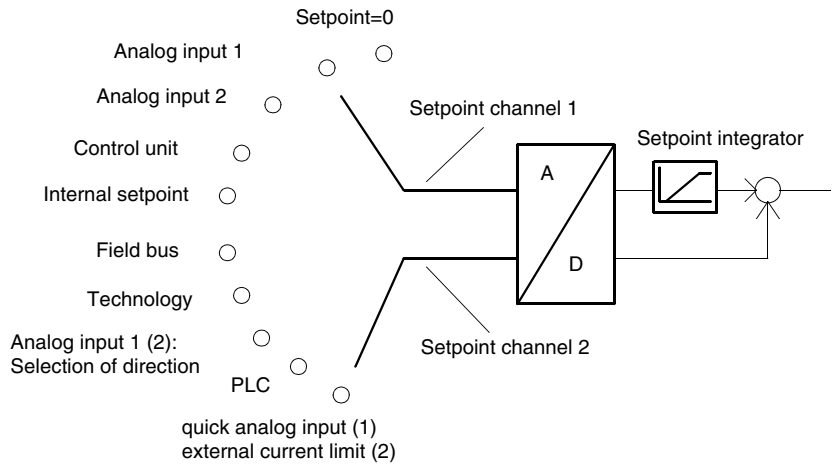 Setpoint=0
Analog input 1
Analog input 2
Setpoint channel 1
Control unit
Setpoint integrator
A
Internal setpoint
Field bus
D
Technology
Analog input 1 (2):
Selection of direction
Setpoint channel 2
PLC
quick analog input (1)
external current limit (2)